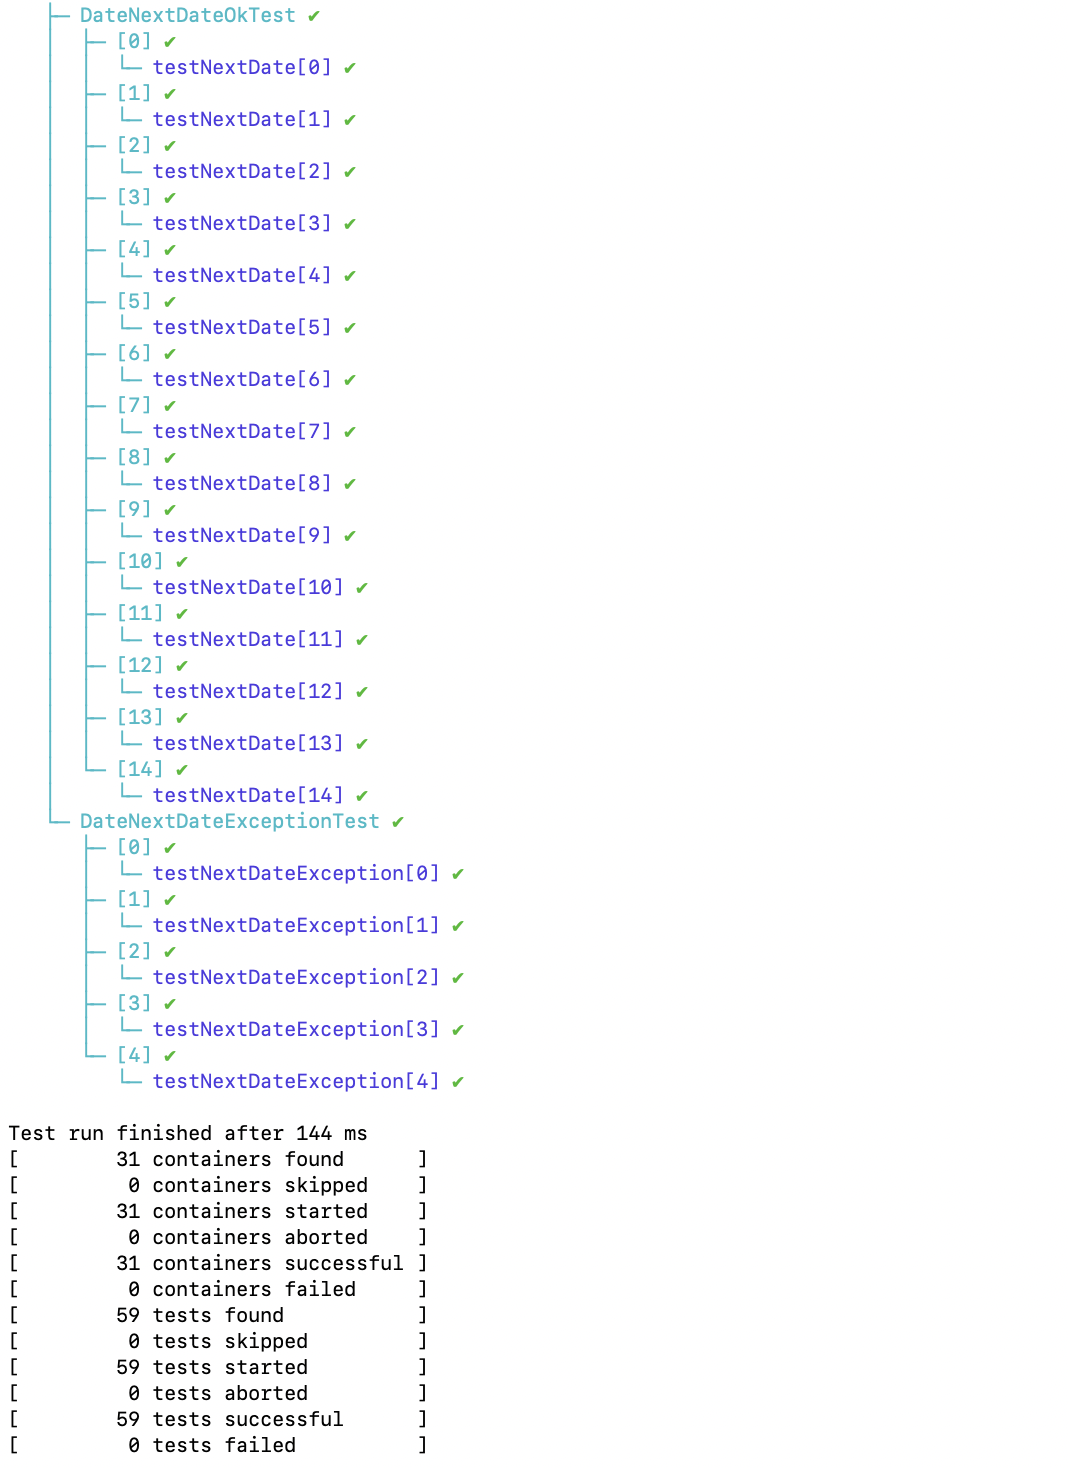 ├─ DateNextDateOkTest ✔
│  ├─ [0] ✔
│  │  └─ testNextDate[0] ✔
│  ├─ [1] ✔
│  │  └─ testNextDate[1] ✔
│  ├─ [2] ✔
│  │  └─ testNextDate[2] ✔
│  ├─ [3] ✔
│  │  └─ testNextDate[3] ✔
│  ├─ [4] ✔
│  │  └─ testNextDate[4] ✔
│  ├─ [5] ✔
│  │  └─ testNextDate[5] ✔
│  ├─ [6] ✔
│  │  └─ testNextDate[6] ✔
│  ├─ [7] ✔
│  │  └─ testNextDate[7] ✔
│  ├─ [8] ✔
│  │  └─ testNextDate[8] ✔
│  ├─ [9] ✔
│  │  └─ testNextDate[9] ✔
│  ├─ [10] ✔
│  │  └─ testNextDate[10] ✔
│  ├─ [11] ✔
│  │  └─ testNextDate[11] ✔
│  ├─ [12] ✔
│  │  └─ testNextDate[12] ✔
│  ├─ [13] ✔
│  │  └─ testNextDate[13] ✔
│  └─ [14] ✔
│     └─ testNextDate[14] ✔
└─ DateNextDateExceptionTest ✔
   ├─ [0] ✔
   │  └─ testNextDateException[0] ✔
   ├─ [1] ✔
   │  └─ testNextDateException[1] ✔
   ├─ [2] ✔
   │  └─ testNextDateException[2] ✔
   ├─ [3] ✔
   │  └─ testNextDateException[3] ✔
   └─ [4] ✔
      └─ testNextDateException[4] ✔

Test run finished after 144 ms
[        31 containers found      ]
[         0 containers skipped    ]
[        31 containers started    ]
[         0 containers aborted    ]
[        31 containers successful ]
[         0 containers failed     ]
[        59 tests found           ]
[         0 tests skipped         ]
[        59 tests started         ]
[         0 tests aborted         ]
[        59 tests successful      ]
[         0 tests failed          ]